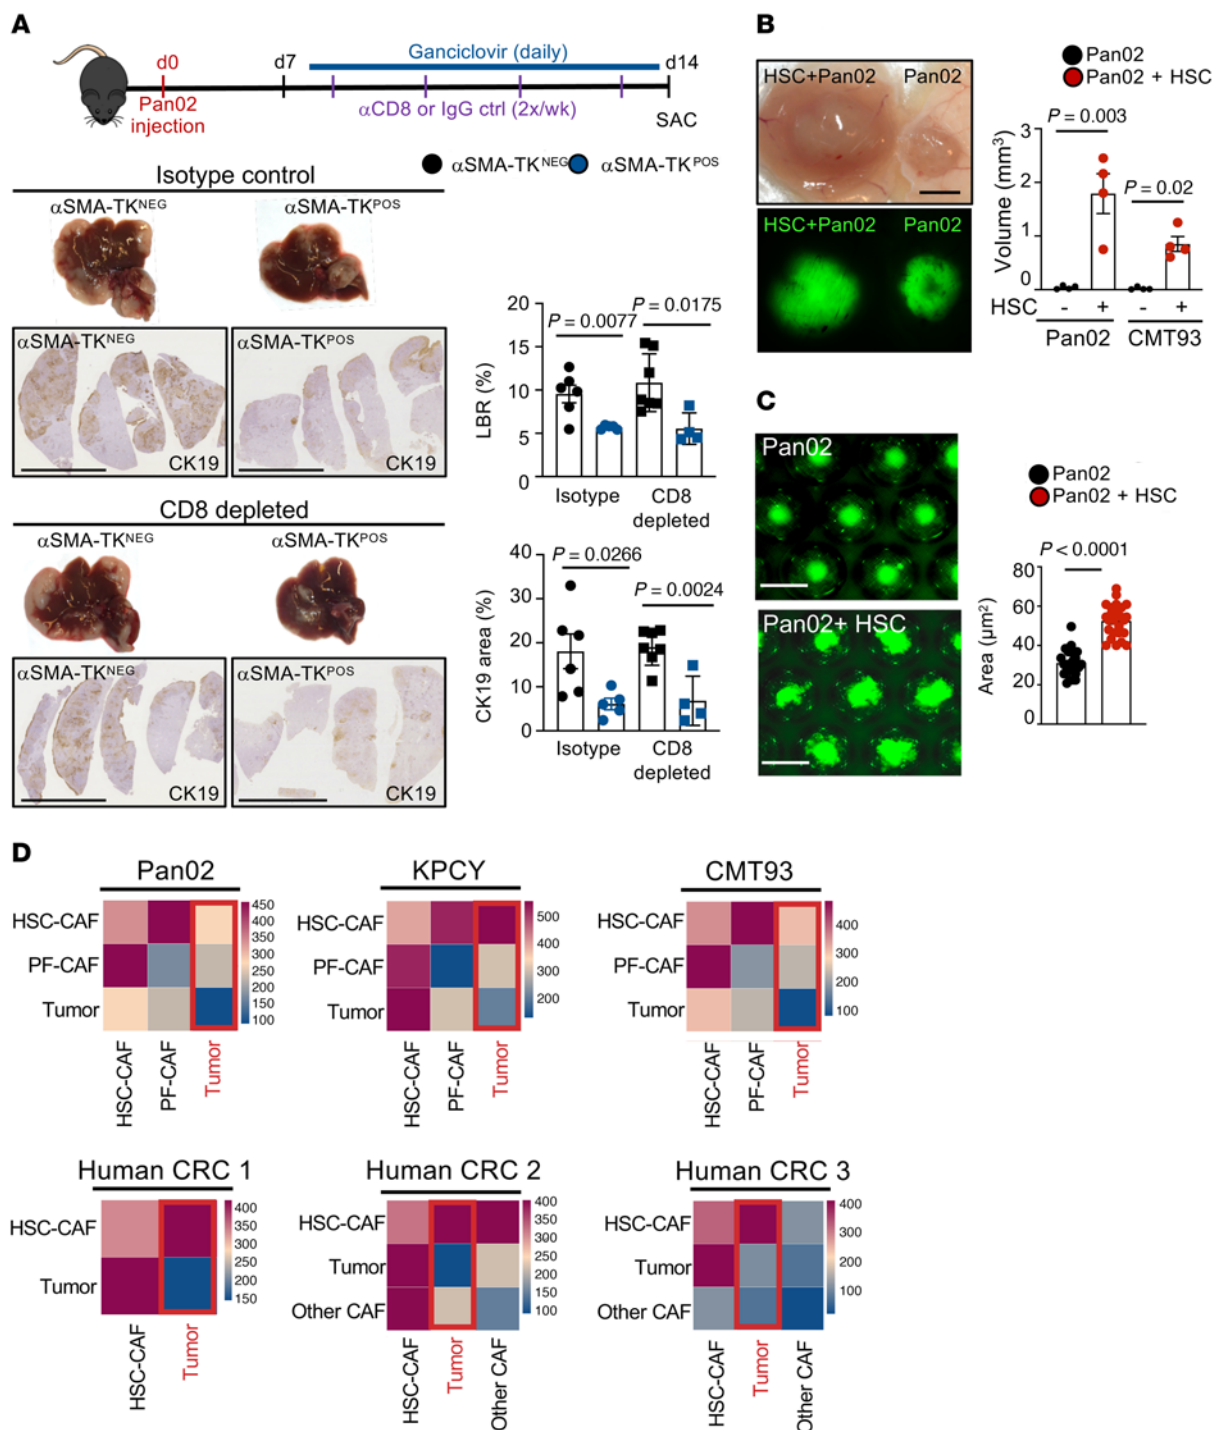 A
Ganciclovir (daily)
d0
d7
d14
Pan02
injection
αCD8 or IgG ctrl (2x/wk)
SAC
αSMA-TKNEG
αSMA-TKPOS
Isotype control
αSMA-TKNEG
αSMA-TKPOS
αSMA-TKNEG
αSMA-TKPOS
CK19
CK19
CD8 depleted
αSMA-TKNEG
αSMA-TKPOS
αSMA-TKNEG
αSMA-TKPOS
CK19
CK19
LBR (%)
20
15
10
5
0
P = 0.0077
P = 0.0175
Isotype
CD8
depleted
CK19 area (%)
40
30
20
10
0
P = 0.0266
P = 0.0024
Isotype
CD8
depleted
B
HSC+Pan02
Pan02
HSC+Pan02
Pan02
Pan02
Pan02 + HSC
Volume (mm3)
3
2
1
0
P = 0.003
P = 0.02
HSC
-
+
-
+
Pan02
CMT93
C
Pan02
Pan02+ HSC
Pan02
Pan02 + HSC
P < 0.0001
Area (μm2)
80
60
40
20
0
D
Pan02
HSC-CAF
PF-CAF
Tumor
HSC-CAF
PF-CAF
Tumor
450
400
350
300
250
200
150
100
KPCY
HSC-CAF
PF-CAF
Tumor
HSC-CAF
PF-CAF
Tumor
500
400
300
200
CMT93
HSC-CAF
PF-CAF
Tumor
HSC-CAF
PF-CAF
Tumor
400
300
200
100
Human CRC 1
HSC-CAF
Tumor
HSC-CAF
Tumor
400
350
300
250
200
150
Human CRC 2
HSC-CAF
Tumor
Other CAF
HSC-CAF
Tumor
Other CAF
400
350
300
250
200
150
100
Human CRC 3
HSC-CAF
Tumor
Other CAF
HSC-CAF
Tumor
Other CAF
400
300
200
100